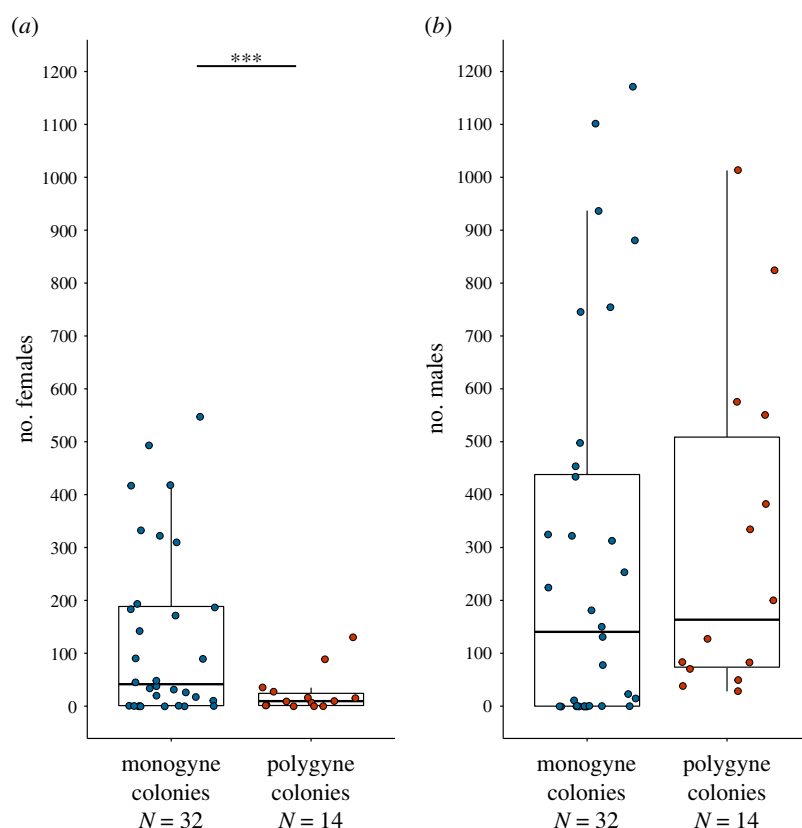 (a)
1200
***
1100
1000
900
800
700
600
500
400
300
200
100
0
no. females
monogyne
colonies
N = 32
polygyne
colonies
N = 14
(b)
1200
1100
1000
900
800
700
600
500
400
300
200
100
0
no. males
monogyne
colonies
N = 32
polygyne
colonies
N = 14